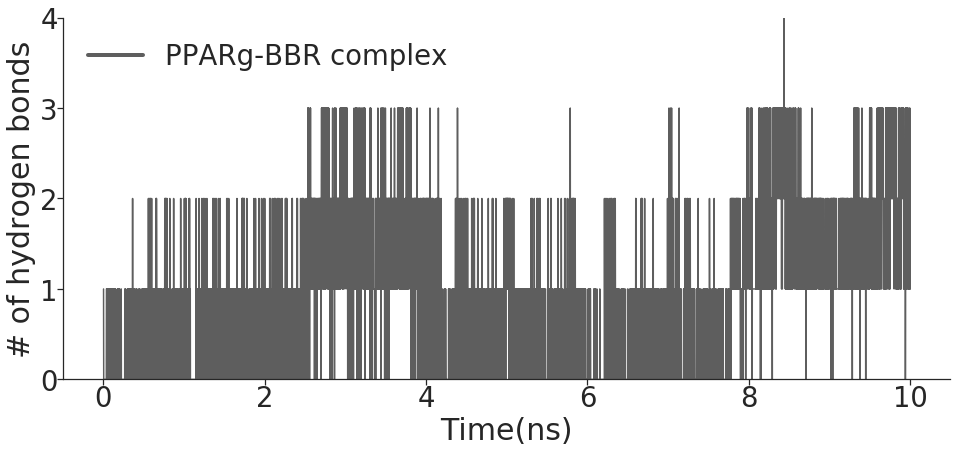 # of hydrogen bonds
4
3
2
1
0
PPARg-BBR complex
0 2 4 6 8 10
Time(ns)